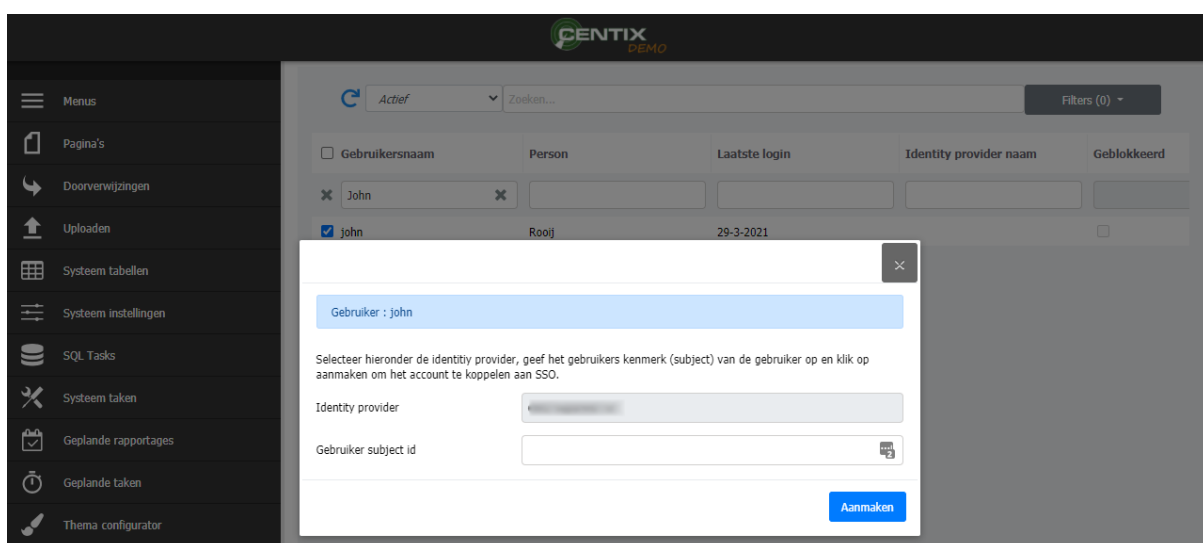 CENTIX
DEMO
Menus
Pagina's
Doorverwijzingen
Uploaden
Systeem tabellen
Systeem instellingen
SQL Tasks
Systeem taken
Geplande rapportages
Geplande taken
Thema configurator
Actief Zoeken... Filters (0)
Gebruikersnaam Person Laatste login Identity provider naam Geblokkeerd
John
john Rooij 29-3-2021
Gebruiker : john
Selecteer hieronder de identitiy provider, geef het gebruikers kenmerk (subject) van de gebruiker op en klik op
aanmaken om het account te koppelen aan SSO.
Identity provider
Gebruiker subject id
2
Aanmaken